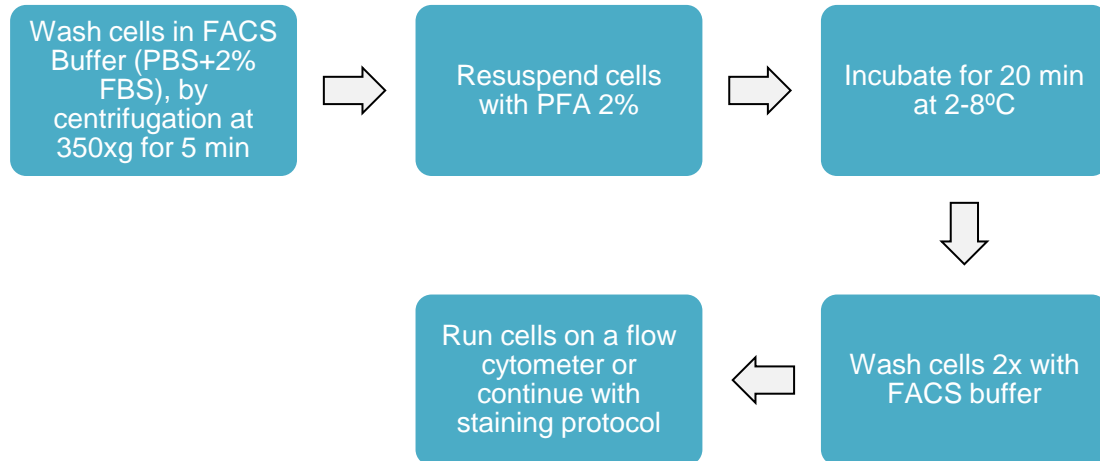 Wash cells in FACS
Buffer (PBS+2%
FBS), by
centrifugation at
350xg for 5 min
Resuspend cells
with PFA 2%
Incubate for 20 min
at 2-8ºC
Wash cells 2x with
FACS buffer
Run cells on a flow
cytometer or
continue with
staining protocol